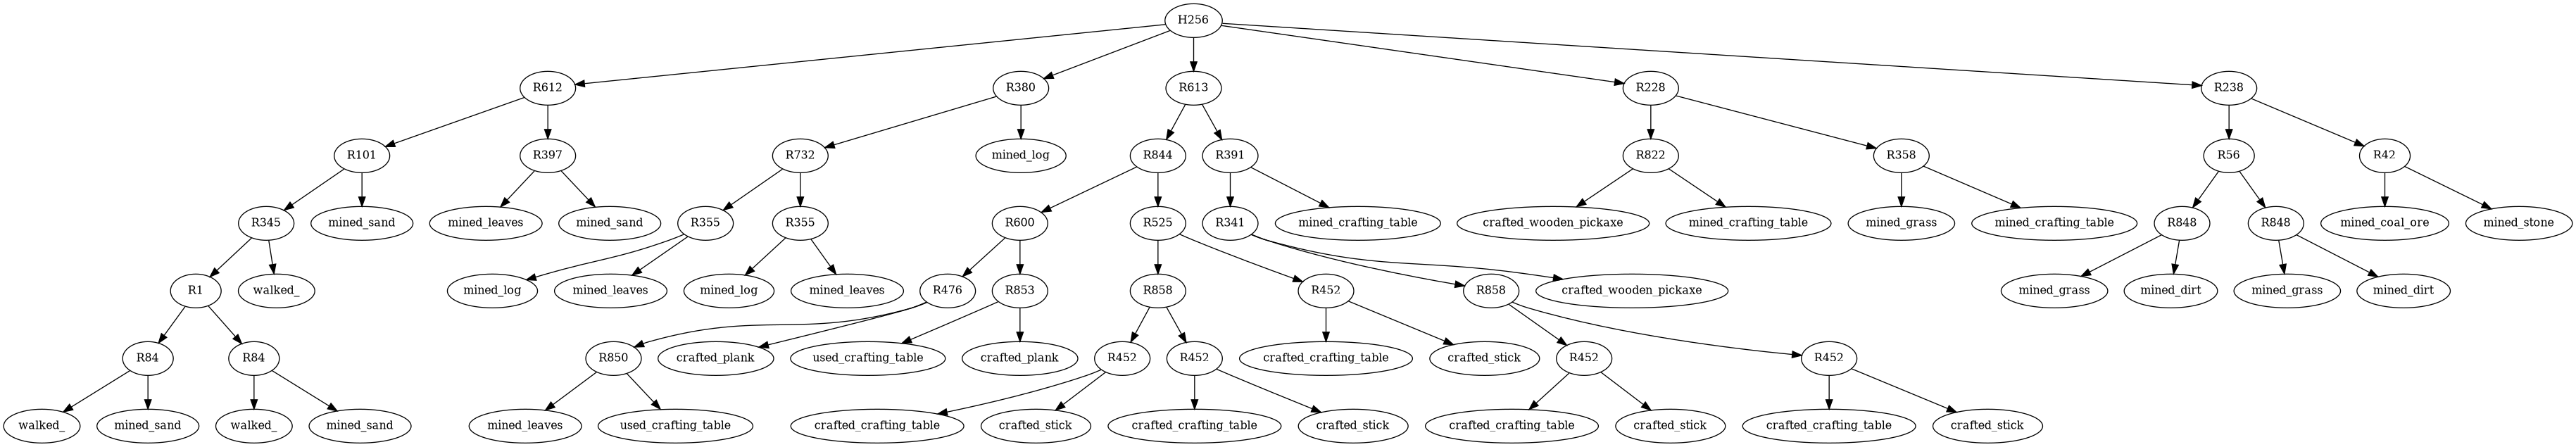 H256
R612
R380
R613
R228
R238
R101
R397
R732
mined_log
R844
R391
R822
R358
R56
R42
R345
mined_sand
mined_leaves
mined_sand
R355
R355
R600
R525
R341
mined_crafting_table
crafted_wooden_pickaxe
mined_crafting_table
mined_grass
mined_crafting_table
R848
R848
mined_coal_ore
mined_stone
R1
walked_
mined_log
mined_leaves
mined_log
mined_leaves
R476
R853
R858
R452
R858
crafted_wooden_pickaxe
mined_grass
mined_dirt
mined_grass
mined_dirt
R84
R84
R850
crafted_plank
used_crafting_table
crafted_plank
R452
R452
crafted_crafting_table
crafted_stick
R452
R452
walked_
mined_sand
walked_
mined_sand
mined_leaves
used_crafting_table
crafted_crafting_table
crafted_stick
crafted_crafting_table
crafted_stick
crafted_crafting_table
crafted_stick
crafted_crafting_table
crafted_stick